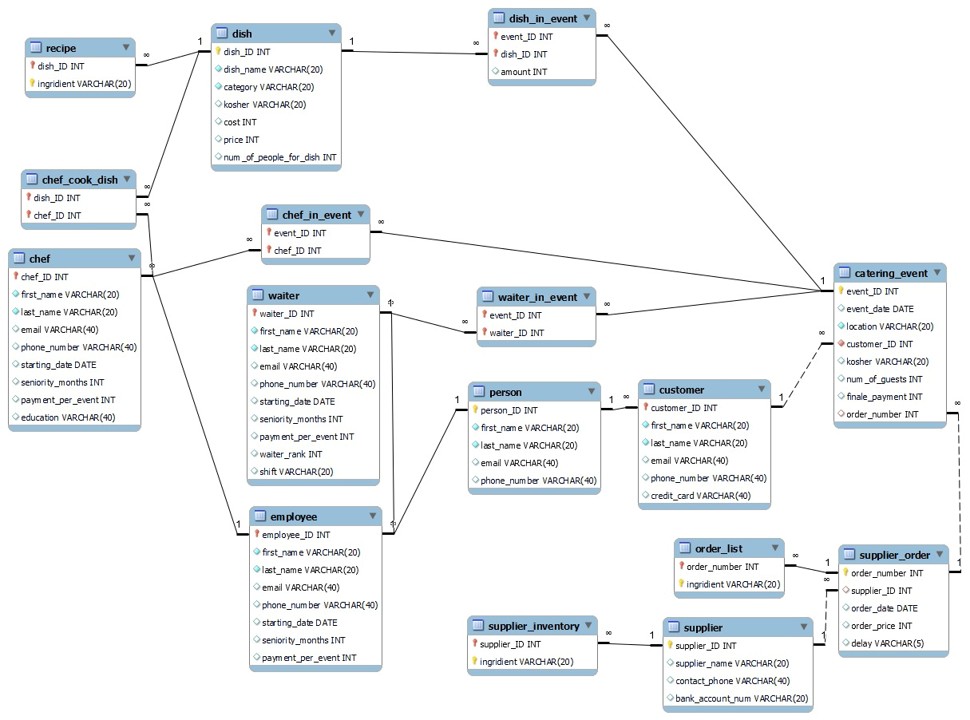 recipe
dish_ID INT
ingridient VARCHAR(20)
dish
dish_ID INT
dish_name VARCHAR(20)
category VARCHAR(20)
kosher VARCHAR(20)
cost INT
price INT
num_of_people_for_dish INT
dish_in_event
event_ID INT
dish_ID INT
amount INT
chef_cook_dish
dish_ID INT
chef_ID INT
chef_in_event
event_ID INT
chef_ID INT
chef
chef_ID INT
first_name VARCHAR(20)
last_name VARCHAR(20)
email VARCHAR(40)
phone_number VARCHAR(40)
starting_date DATE
seniority_months INT
payment_per_event INT
education VARCHAR(40)
waiter
waiter_ID INT
first_name VARCHAR(20)
last_name VARCHAR(20)
email VARCHAR(40)
phone_number VARCHAR(40)
starting_date DATE
seniority_months INT
payment_per_event INT
waiter_rank INT
shift VARCHAR(20)
waiter_in_event
event_ID INT
waiter_ID INT
catering_event
event_ID INT
event_date DATE
location VARCHAR(20)
customer_ID INT
kosher VARCHAR(20)
num_of_guests INT
finale_payment INT
order_number INT
person
person_ID INT
first_name VARCHAR(20)
last_name VARCHAR(20)
email VARCHAR(40)
phone_number VARCHAR(40)
customer
customer_ID INT
first_name VARCHAR(20)
last_name VARCHAR(20)
email VARCHAR(40)
phone_number VARCHAR(40)
credit_card VARCHAR(40)
employee
employee_ID INT
first_name VARCHAR(20)
last_name VARCHAR(20)
email VARCHAR(40)
phone_number VARCHAR(40)
starting_date DATE
seniority_months INT
payment_per_event INT
order_list
order_number INT
ingridient VARCHAR(20)
supplier_order
order_number INT
supplier_ID INT
order_date DATE
order_price INT
delay VARCHAR(5)
supplier_inventory
supplier_ID INT
ingridient VARCHAR(20)
supplier
supplier_ID INT
supplier_name VARCHAR(20)
contact_phone VARCHAR(40)
bank_account_num VARCHAR(20)
∞ 1
1 ∞
∞
∞
∞
∞
∞
1
∞
∞
∞
1
1 ∞
1
1
∞
∞ 1
∞
1
∞ 1
1